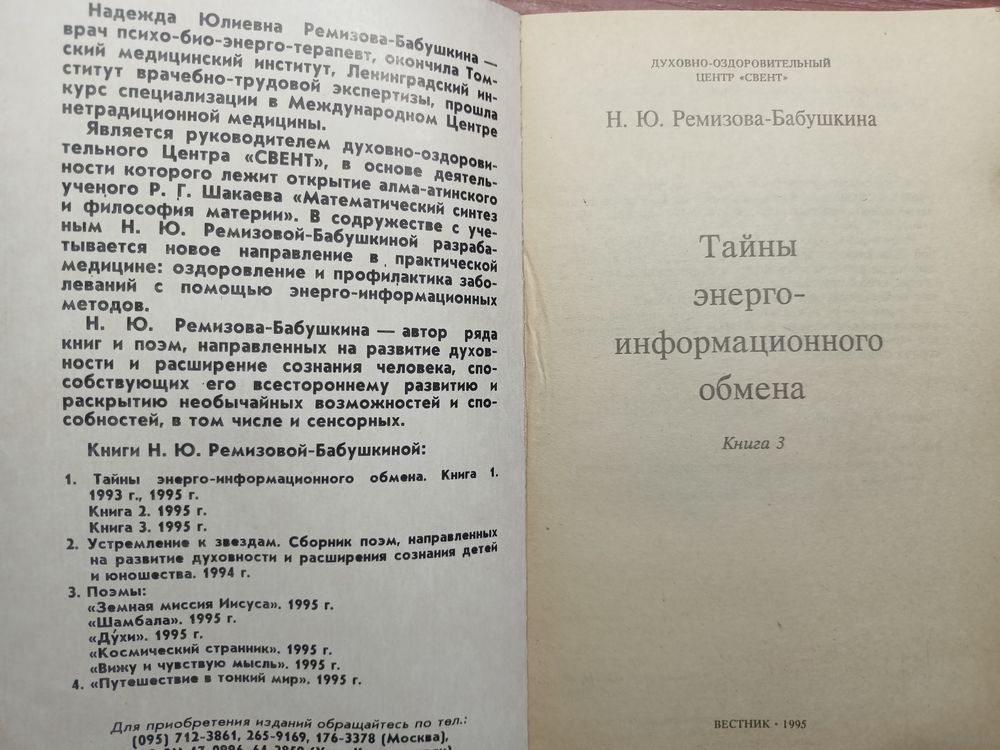 Надежда Юлиевна Ремизова-Бабушкина —
врач психо-био-энерго-терапевт, окончила Том-
ский медицинский институт, Ленинградский ин-
ститут врачебно-трудовой экспертизы, прошла
курс специализации в Международном Центре
нетрадиционной медицины.
Является руководителем духовно-оздорови-
тельного Центра «СВЕНТ», в основе деятель-
ности которого лежит открытие алма-атинского
ученого Р. Г. Шакаева «Математический синтез
и философия материи». В содружестве с уче-
ным Н. Ю. Ремизовой-Бабушкиной разраба-
тывается новое направление в практической
медицине: оздоровление и профилактика забо-
леваний с помощью энерго-информационных
методов.
Н. Ю. Ремизова-Бабушкина — автор ряда
книг и поэм, направленных на развитие духов-
ности и расширение сознания человека, спо-
собствующих его всестороннему развитию и
раскрытию необычайных возможностей и спо-
собностей, в том числе и сенсорных.
Книги Н. Ю. Ремизовой-Бабушкиной:
1. Тайны энерго-информационного обмена. Книга 1.
1993 г., 1995 г.
Книга 2. 1995 г.
Книга 3. 1995 г.
2. Устремление к звездам. Сборник поэм, направленных
на развитие духовности и расширения сознания детей
и юношества. 1994 г.
3. Поэмы:
«Земная миссия Иисуса». 1995 г.
«Шамбала». 1995 г.
«Ду́хи». 1995 г.
«Космический странник». 1995 г.
«Вижу и чувствую мысль». 1995 г.
4. «Путешествие в тонкий мир». 1995 г.
Для приобретения изданий обращайтесь по тел.:
(095) 712-3861, 265-9169, 176-3378 (Москва),
ДУХОВНО-ОЗДОРОВИТЕЛЬНЫЙ
ЦЕНТР «СВЕНТ»
Н. Ю. Ремизова-Бабушкина
Тайны
энерго-
информационного
обмена
Книга 3
ВЕСТНИК · 1995